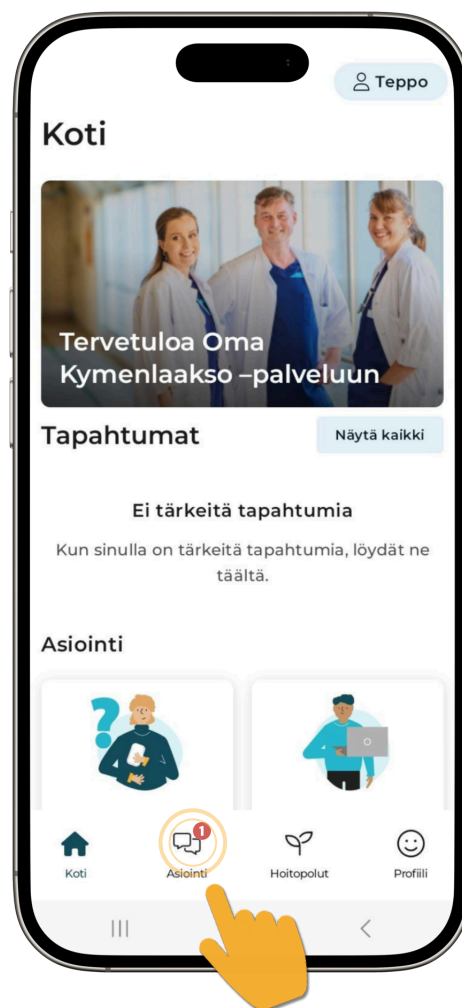 Teppo
Koti
Tervetuloa Oma
Kymenlaakso –palveluun
Tapahtumat
Näytä kaikki
Ei tärkeitä tapahtumia
Kun sinulla on tärkeitä tapahtumia, löydät ne
täältä.
Asiointi
?
1
Koti
Asiointi
Hoitopolut
Profiili